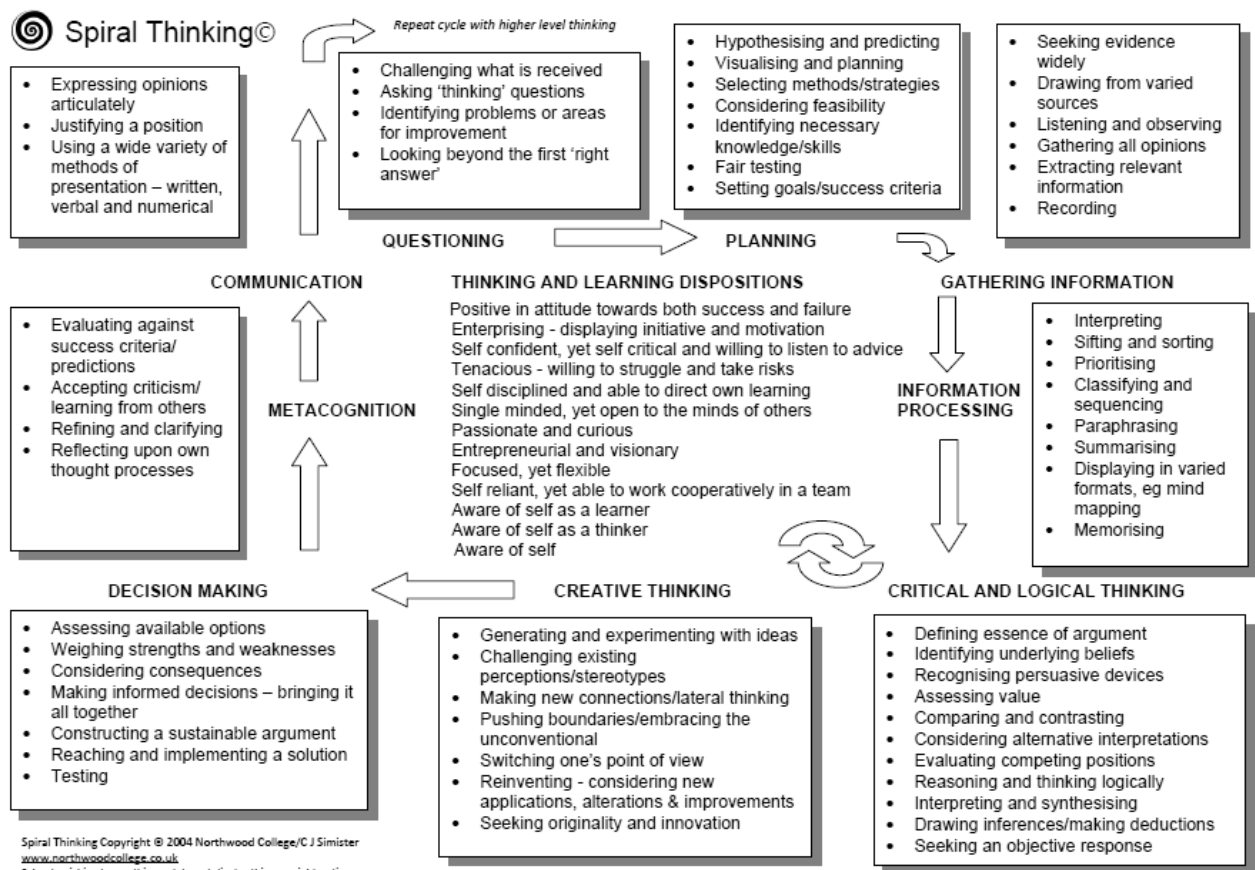 Spiral Thinking©
Repeat cycle with higher level thinking
• Expressing opinions
articulately
• Justifying a position
• Using a wide variety of
methods of
presentation – written,
verbal and numerical
• Challenging what is received
• Asking ‘thinking’ questions
• Identifying problems or areas
for improvement
• Looking beyond the first ‘right
answer’
• Hypothesising and predicting
• Visualising and planning
• Selecting methods/strategies
• Considering feasibility
• Identifying necessary
knowledge/skills
• Fair testing
• Setting goals/success criteria
• Seeking evidence
widely
• Drawing from varied
sources
• Listening and observing
• Gathering all opinions
• Extracting relevant
information
• Recording
QUESTIONING
PLANNING
COMMUNICATION
THINKING AND LEARNING DISPOSITIONS
GATHERING INFORMATION
Positive in attitude towards both success and failure
Enterprising - displaying initiative and motivation
Self confident, yet self critical and willing to listen to advice
Tenacious - willing to struggle and take risks
Self disciplined and able to direct own learning
Single minded, yet open to the minds of others
Passionate and curious
Entrepreneurial and visionary
Focused, yet flexible
Self reliant, yet able to work cooperatively in a team
Aware of self as a learner
Aware of self as a thinker
Aware of self
• Evaluating against
success criteria/
predictions
• Accepting criticism/
learning from others
• Refining and clarifying
• Reflecting upon own
thought processes
METACOGNITION
INFORMATION
PROCESSING
• Interpreting
• Sifting and sorting
• Prioritising
• Classifying and
sequencing
• Paraphrasing
• Summarising
• Displaying in varied
formats, eg mind
mapping
• Memorising
DECISION MAKING
CREATIVE THINKING
CRITICAL AND LOGICAL THINKING
• Assessing available options
• Weighing strengths and weaknesses
• Considering consequences
• Making informed decisions – bringing it
all together
• Constructing a sustainable argument
• Reaching and implementing a solution
• Testing
• Generating and experimenting with ideas
• Challenging existing
perceptions/stereotypes
• Making new connections/lateral thinking
• Pushing boundaries/embracing the
unconventional
• Switching one's point of view
• Reinventing - considering new
applications, alterations & improvements
• Seeking originality and innovation
• Defining essence of argument
• Identifying underlying beliefs
• Recognising persuasive devices
• Assessing value
• Comparing and contrasting
• Considering alternative interpretations
• Evaluating competing positions
• Reasoning and thinking logically
• Interpreting and synthesising
• Drawing inferences/making deductions
• Seeking an objective response
Spiral Thinking Copyright © 2004 Northwood College/C J Simister
www.northwoodcollege.co.uk